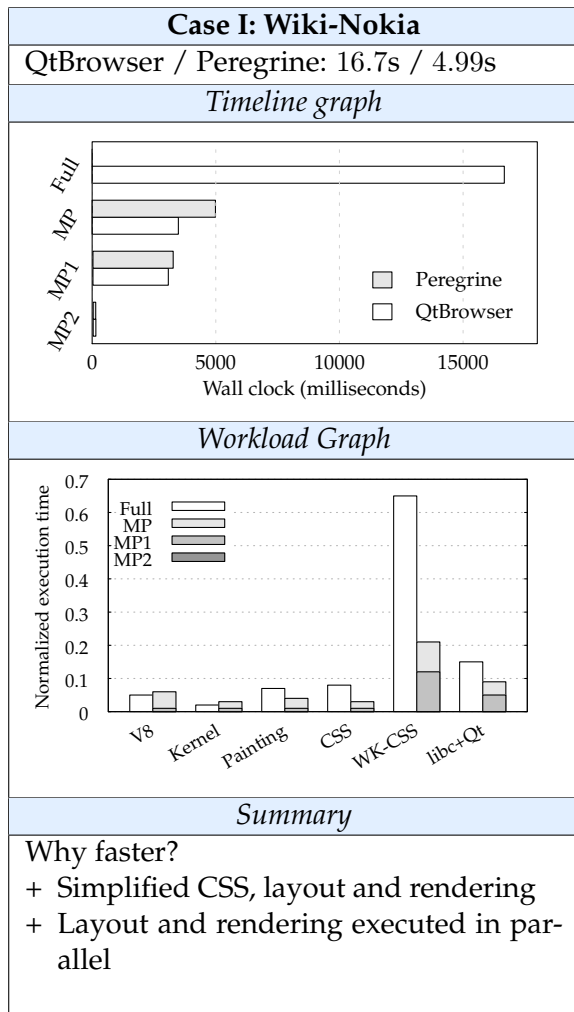 Case I: Wiki-Nokia
QtBrowser / Peregrine: 16.7s / 4.99s
Timeline graph
Full
MP
MP1
MP2
Peregrine
QtBrowser
0 5000 10000 15000
Wall clock (milliseconds)
Workload Graph
Normalized execution time
0.7
0.6
0.5
0.4
0.3
0.2
0.1
0
Full
MP
MP1
MP2
V8 Kernel Painting CSS WK-CSS libc+Qt
Summary
Why faster?
+ Simplified CSS, layout and rendering
+ Layout and rendering executed in par-
allel